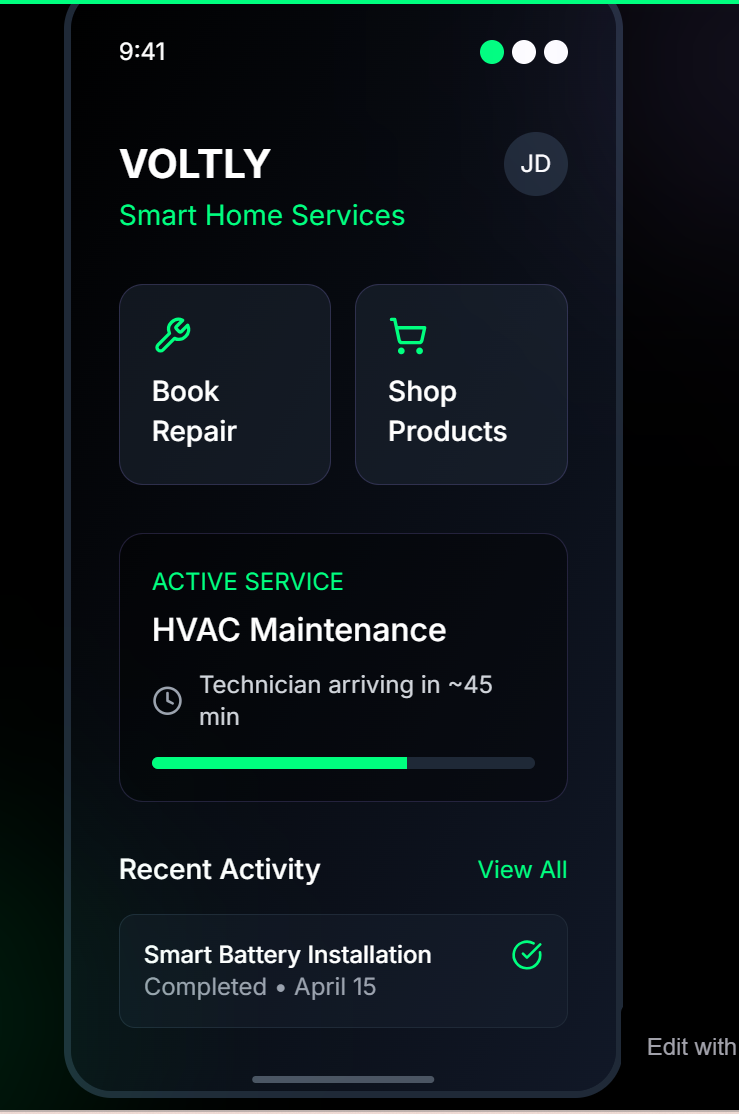 9:41
VOLTLY
JD
Smart Home Services
Book
Repair
Shop
Products
ACTIVE SERVICE
HVAC Maintenance
Technician arriving in ~45
min
Recent Activity
View All
Smart Battery Installation
Completed • April 15
Edit with